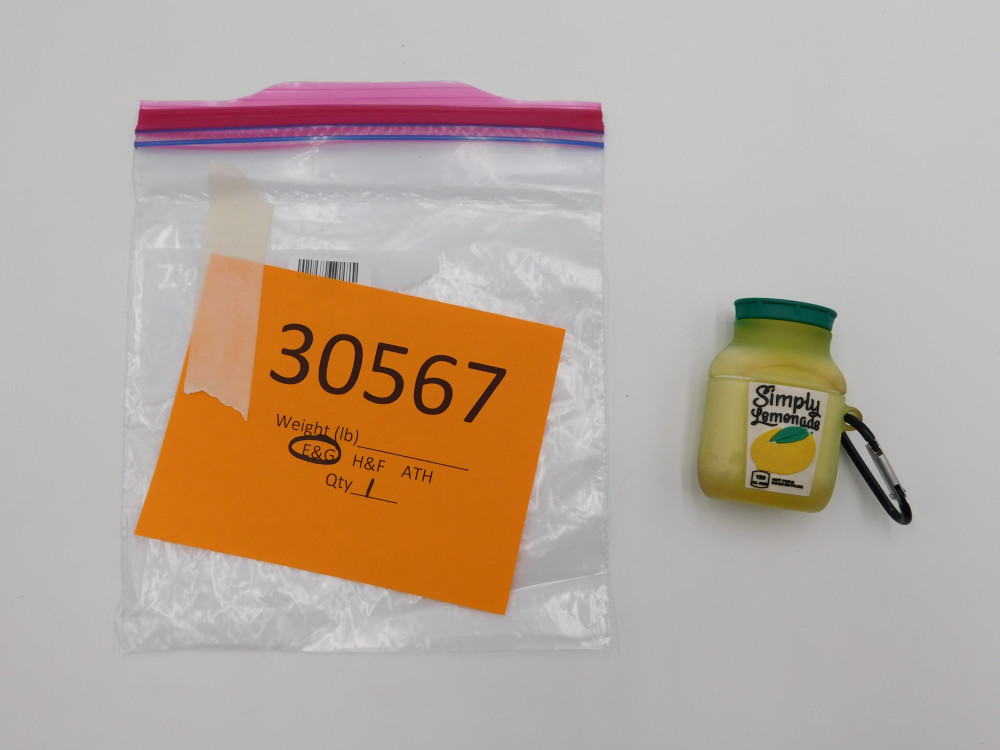 30567
Weight (lb)
E&G H&F ATH
Qty 1
Simply
Lemonade